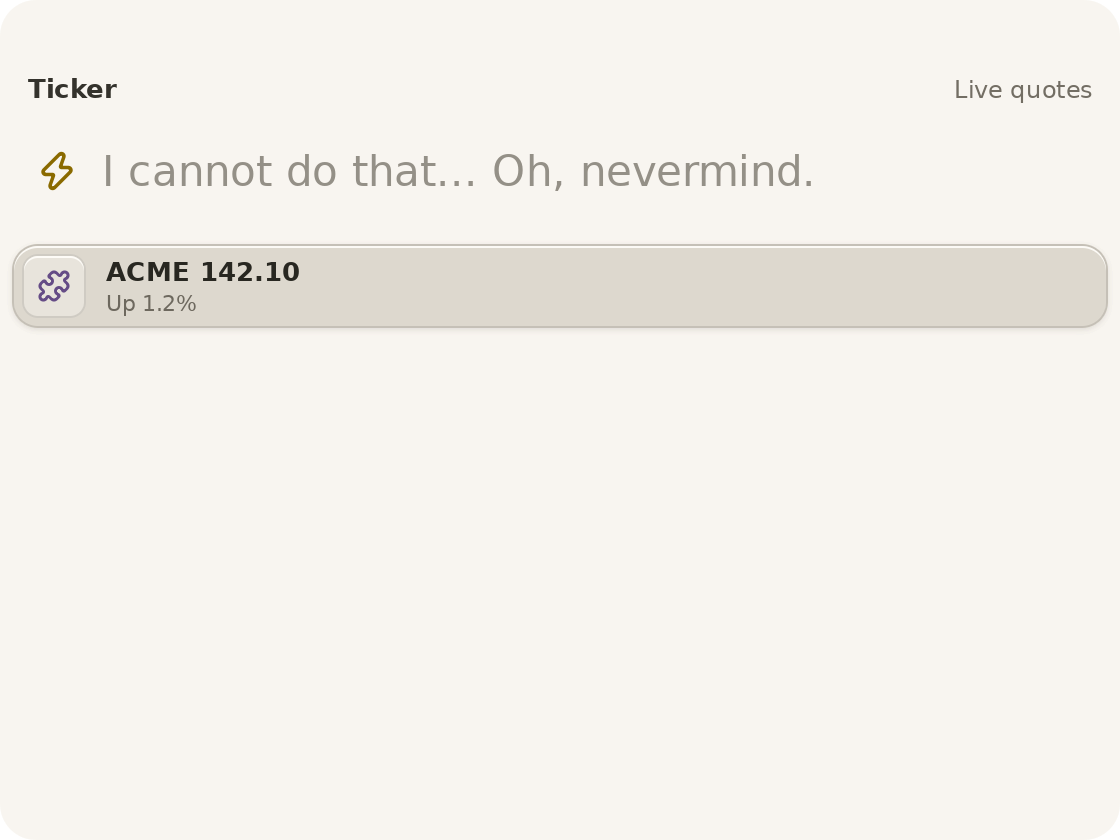 Ticker
Live quotes
I cannot do that... Oh, nevermind.
ACME 142.10
Up 1.2%